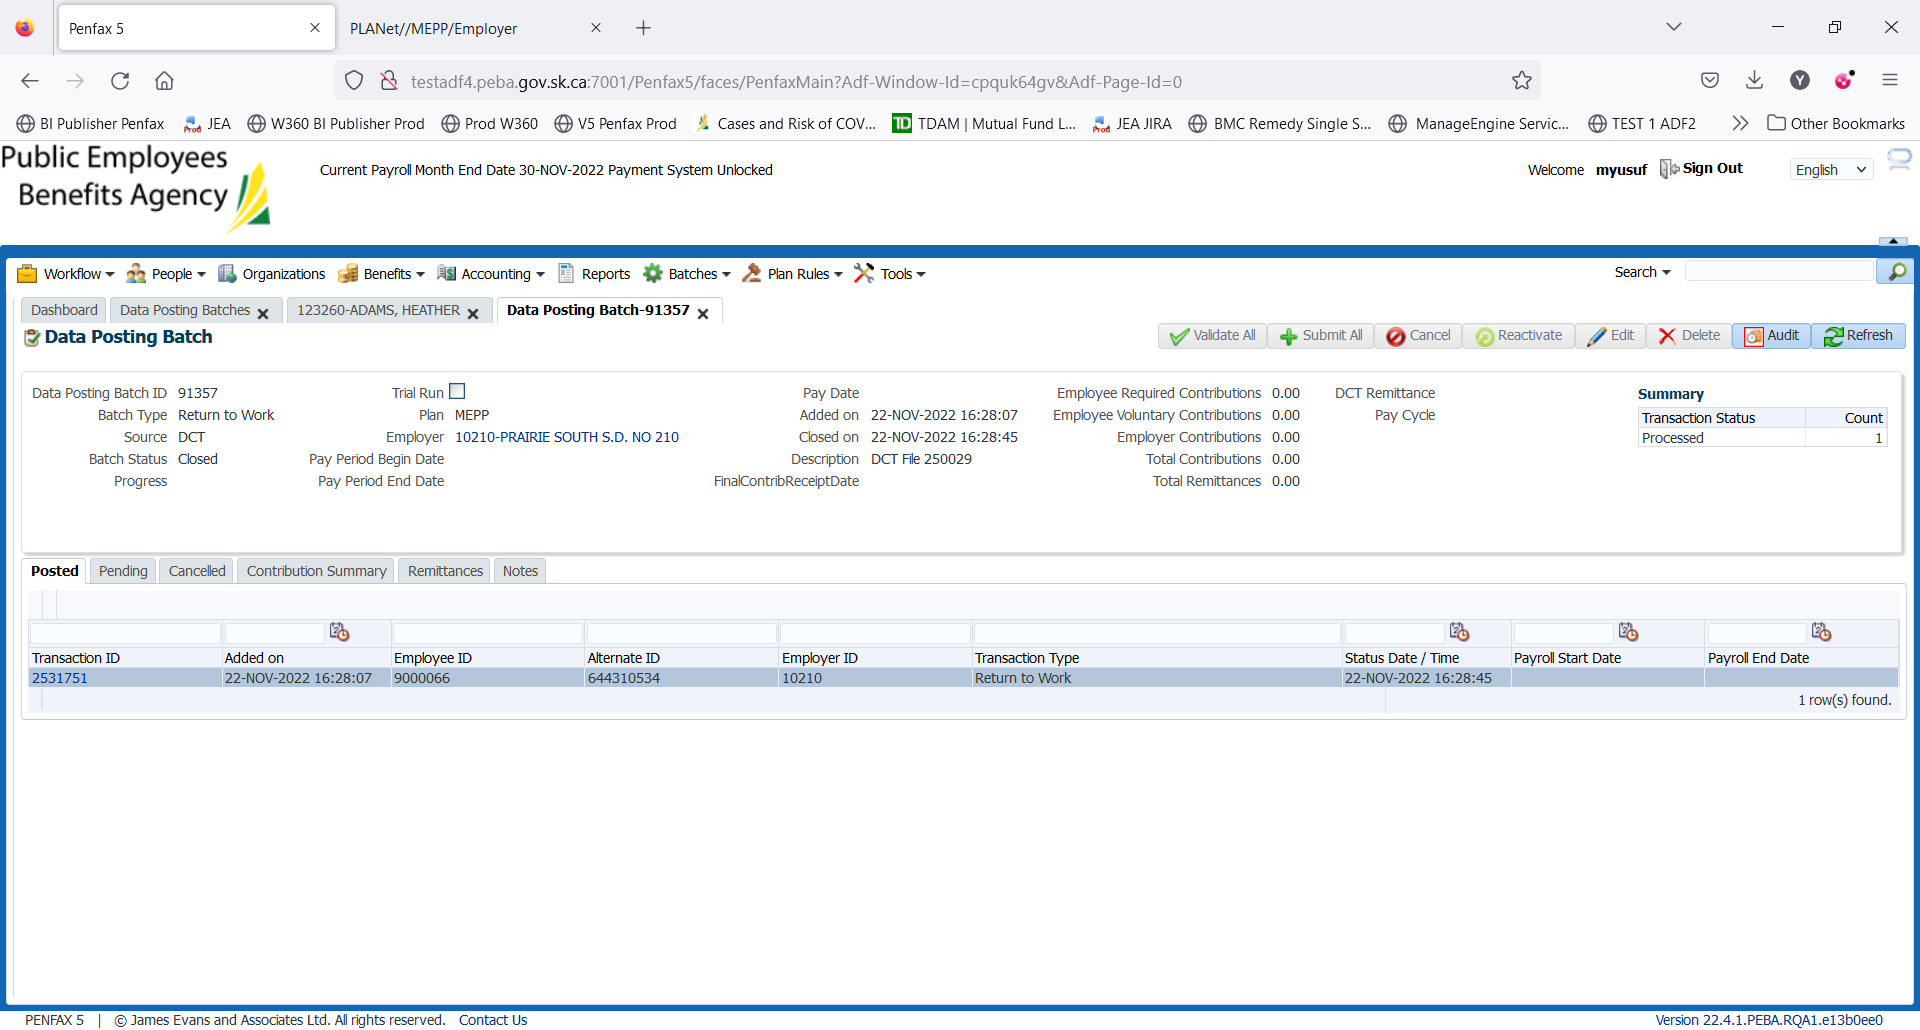 Penfax 5
PLANet//MEPP/Employer
testadf4.peba.gov.sk.ca:7001/Penfax5/faces/PenfaxMain?Adf-Window-Id=cpquk64gv&Adf-Page-Id=0
Y
BI Publisher Penfax
Prod JEA
W360 BI Publisher Prod
Prod W360
V5 Penfax Prod
Cases and Risk of COV...
TD TDAM | Mutual Fund L...
Prod JEA JIRA
BMC Remedy Single S...
ManageEngine Servic...
TEST 1 ADF2
Other Bookmarks
Public Employees
Benefits Agency
Current Payroll Month End Date 30-NOV-2022 Payment System Unlocked
Welcome myusuf Sign Out English
Workflow People Organizations Benefits Accounting Reports Batches Plan Rules Tools Search
Dashboard Data Posting Batches 123260-ADAMS, HEATHER Data Posting Batch-91357
Data Posting Batch
Validate All Submit All Cancel Reactivate Edit Delete Audit Refresh
Data Posting Batch ID 91357
Batch Type Return to Work
Source DCT
Batch Status Closed
Progress
Trial Run
Plan MEPP
Employer 10210-PRAIRIE SOUTH S.D. NO 210
Pay Period Begin Date
Pay Period End Date
Pay Date
Added on 22-NOV-2022 16:28:07
Closed on 22-NOV-2022 16:28:45
Description DCT File 250029
FinalContribReceiptDate
Employee Required Contributions 0.00
Employee Voluntary Contributions 0.00
Employer Contributions 0.00
Total Contributions 0.00
Total Remittances 0.00
DCT Remittance
Pay Cycle
Summary
Transaction Status Count
Processed 1
Posted Pending Cancelled Contribution Summary Remittances Notes
Transaction ID Added on Employee ID Alternate ID Employer ID Transaction Type Status Date / Time Payroll Start Date Payroll End Date
2531751 22-NOV-2022 16:28:07 9000066 644310534 10210 Return to Work 22-NOV-2022 16:28:45
1 row(s) found.
PENFAX 5 | © James Evans and Associates Ltd. All rights reserved. Contact Us
Version 22.4.1.PEBA.RQA1.e13b0ee0